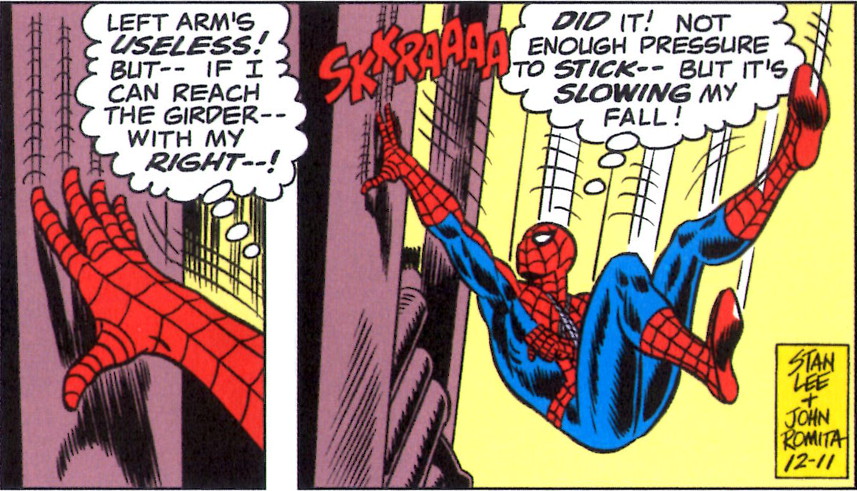 LEFT ARM'S
USELESS!
BUT-- IF I
CAN REACH
THE GIRDER--
WITH MY
RIGHT--!
SKKRAAAA
DID IT! NOT
ENOUGH PRESSURE
TO STICK-- BUT IT'S
SLOWING MY
FALL!
STAN
LEE
+
JOHN
ROMITA
12-11